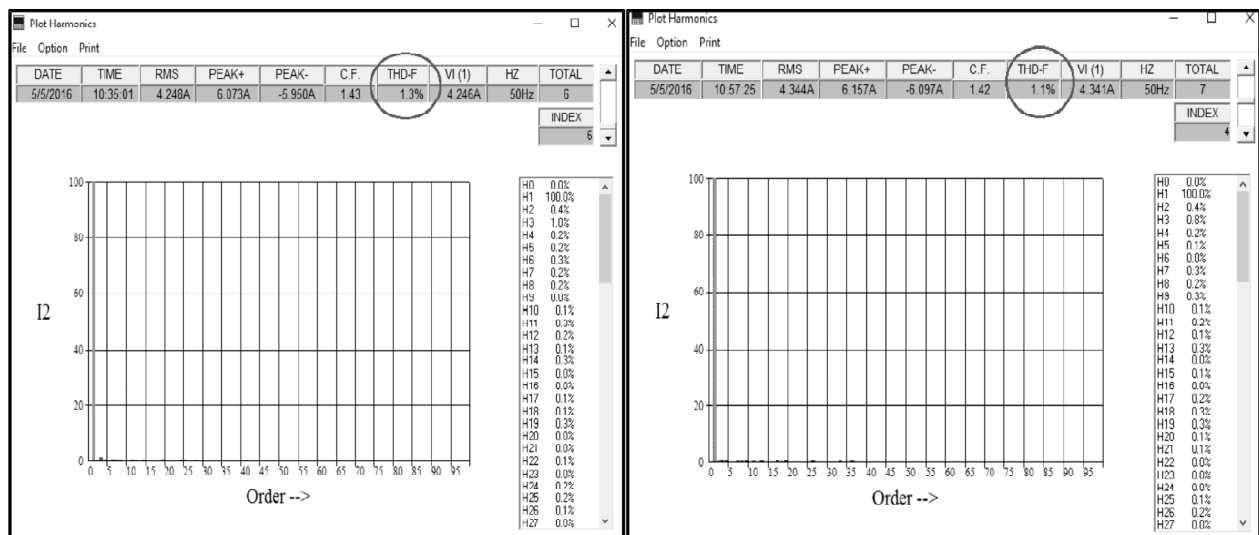 Plot Harmonics
File Option Print
DATE TIME RMS PEAK+ PEAK- C.F. THD-F VI (1) HZ TOTAL
5/5/2016 10:35:01 4.248A 6.073A -5.950A 1.43 1.3% 4.246A 50Hz 6
INDEX
6
100
80
60
40
20
0
I2
0 5 10 15 20 25 30 35 40 45 50 55 60 65 70 75 80 85 90 95
Order -->
H0 0.0%
H1 100.0%
H2 0.4%
H3 1.0%
H4 0.2%
H5 0.2%
H6 0.3%
H7 0.2%
H8 0.2%
H9 0.0%
H10 0.1%
H11 0.3%
H12 0.2%
H13 0.1%
H14 0.3%
H15 0.0%
H16 0.0%
H17 0.1%
H18 0.1%
H19 0.3%
H20 0.0%
H21 0.0%
H22 0.1%
H23 0.0%
H24 0.2%
H25 0.2%
H26 0.1%
H27 0.0%
Plot Harmonics
File Option Print
DATE TIME RMS PEAK+ PEAK- C.F. THD-F VI (1) HZ TOTAL
5/5/2016 10:57:25 4.344A 6.157A -6.097A 1.42 1.1% 4.341A 50Hz 7
INDEX
4
100
80
60
40
20
0
I2
0 5 10 15 20 25 30 35 40 45 50 55 60 65 70 75 80 85 90 95
Order -->
H0 0.0%
H1 100.0%
H2 0.4%
H3 0.8%
H4 0.2%
H5 0.1%
H6 0.0%
H7 0.3%
H8 0.2%
H9 0.3%
H10 0.1%
H11 0.2%
H12 0.1%
H13 0.3%
H14 0.0%
H15 0.1%
H16 0.0%
H17 0.2%
H18 0.3%
H19 0.3%
H20 0.1%
H21 0.1%
H22 0.0%
H23 0.0%
H24 0.0%
H25 0.1%
H26 0.2%
H27 0.0%